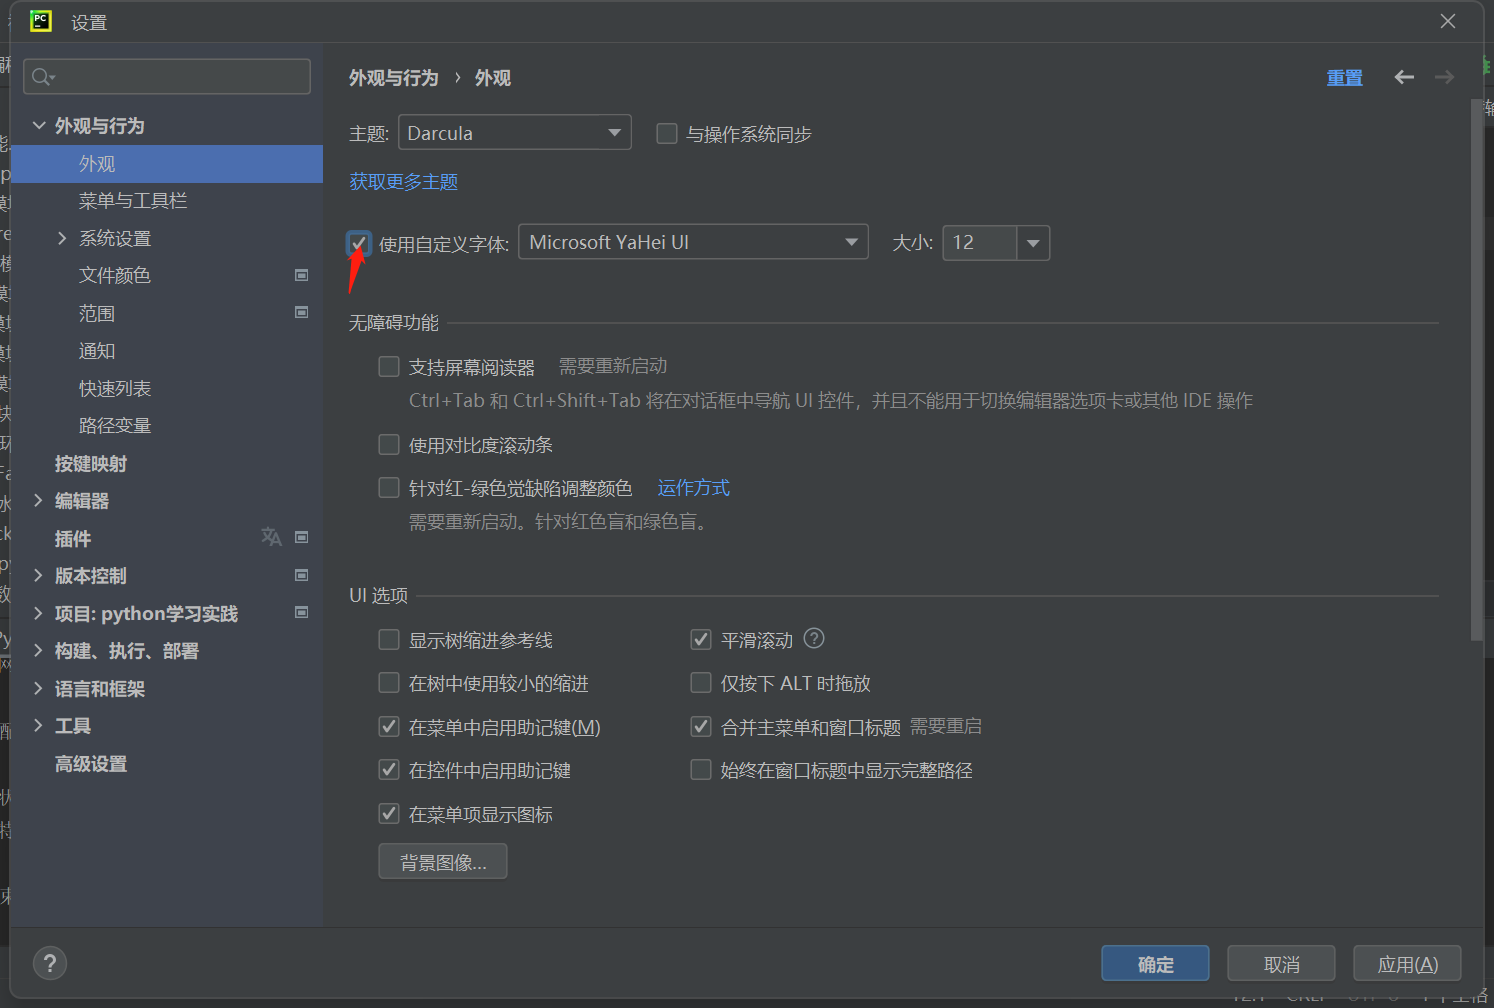 PC
设置
外观与行为
外观
菜单与工具栏
系统设置
文件颜色
范围
通知
快速列表
路径变量
按键映射
编辑器
插件
版本控制
项目: python学习实践
构建、执行、部署
语言和框架
工具
高级设置
外观与行为 › 外观
重置
主题: Darcula 与操作系统同步
获取更多主题
使用自定义字体: Microsoft YaHei UI 大小: 12
无障碍功能
支持屏幕阅读器 需要重新启动
Ctrl+Tab 和 Ctrl+Shift+Tab 将在对话框中导航 UI 控件，并且不能用于切换编辑器选项卡或其他 IDE 操作
使用对比度滚动条
针对红-绿色觉缺陷调整颜色 运作方式
需要重新启动。针对红色盲和绿色盲。
UI 选项
显示树缩进参考线 平滑滚动 ?
在树中使用较小的缩进 仅按下 ALT 时拖放
在菜单中启用助记键(M) 合并主菜单和窗口标题 需要重启
在控件中启用助记键 始终在窗口标题中显示完整路径
在菜单项显示图标
背景图像...
? 确定 取消 应用(A)